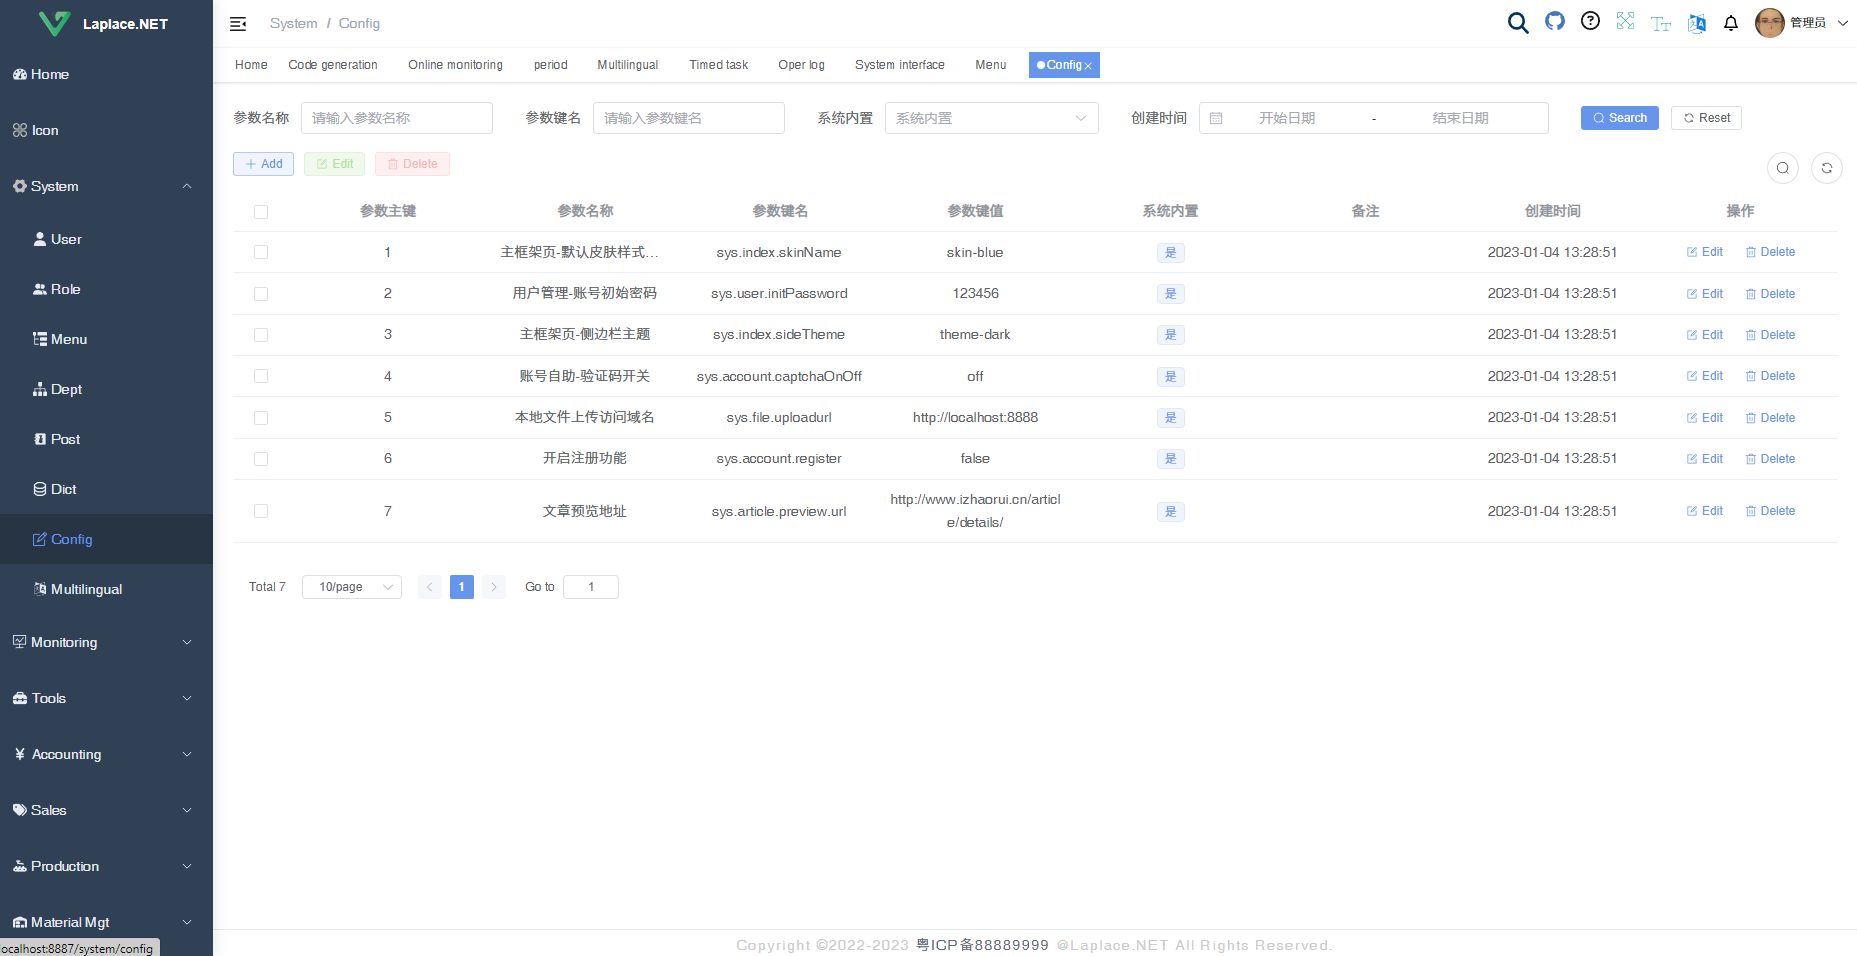 Laplace.NET
System / Config
管理员
Home
Code generation
Online monitoring
period
Multilingual
Timed task
Oper log
System interface
Menu
Config
Home
Icon
System
User
Role
Menu
Dept
Post
Dict
Config
Multilingual
Monitoring
Tools
¥ Accounting
Sales
Production
Material Mgt
localhost:8887/system/config
参数名称 请输入参数名称 参数键名 请输入参数键名 系统内置 系统内置 创建时间 开始日期 - 结束日期 Search Reset
Add Edit Delete
参数主键 参数名称 参数键名 参数键值 系统内置 备注 创建时间 操作
1 主框架页-默认皮肤样式... sys.index.skinName skin-blue 是 2023-01-04 13:28:51 Edit Delete
2 用户管理-账号初始密码 sys.user.initPassword 123456 是 2023-01-04 13:28:51 Edit Delete
3 主框架页-侧边栏主题 sys.index.sideTheme theme-dark 是 2023-01-04 13:28:51 Edit Delete
4 账号自助-验证码开关 sys.account.captchaOnOff off 是 2023-01-04 13:28:51 Edit Delete
5 本地文件上传访问域名 sys.file.uploadurl http://localhost:8888 是 2023-01-04 13:28:51 Edit Delete
6 开启注册功能 sys.account.register false 是 2023-01-04 13:28:51 Edit Delete
7 文章预览地址 sys.article.preview.url http://www.izhaorui.cn/articl
e/details/ 是 2023-01-04 13:28:51 Edit Delete
Total 7 10/page 1 Go to 1
Copyright ©2022-2023 粤ICP备88889999 @Laplace.NET All Rights Reserved.